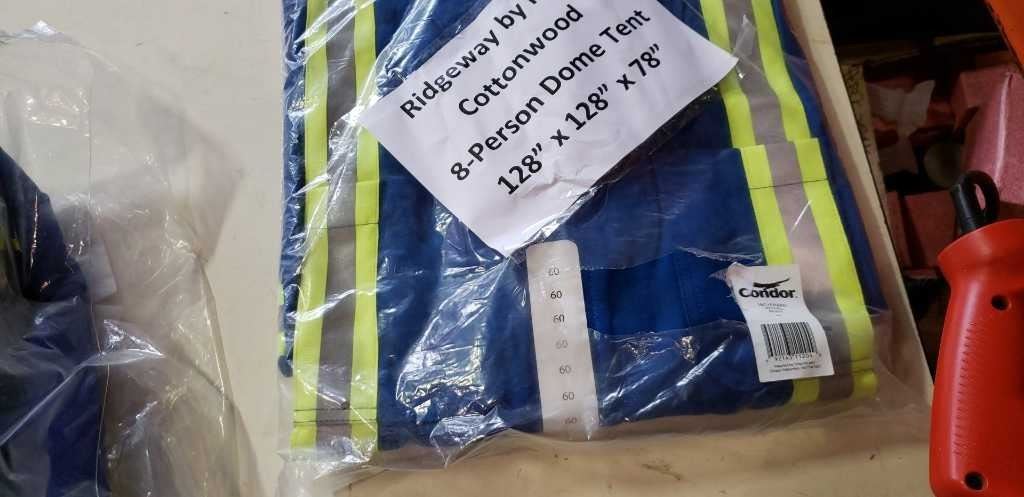 Ridgeway by
Cottonwood
8-Person Dome Tent
128” x 128” x 78”
60
60
60
60
60
60
60
Condor